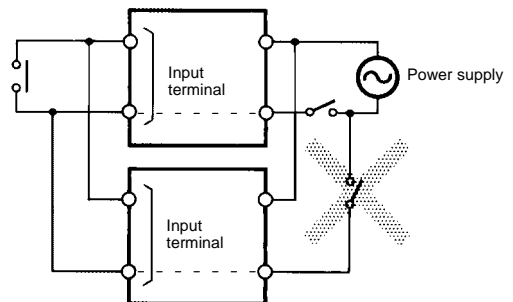 Input
terminal
Power supply
Input
terminal